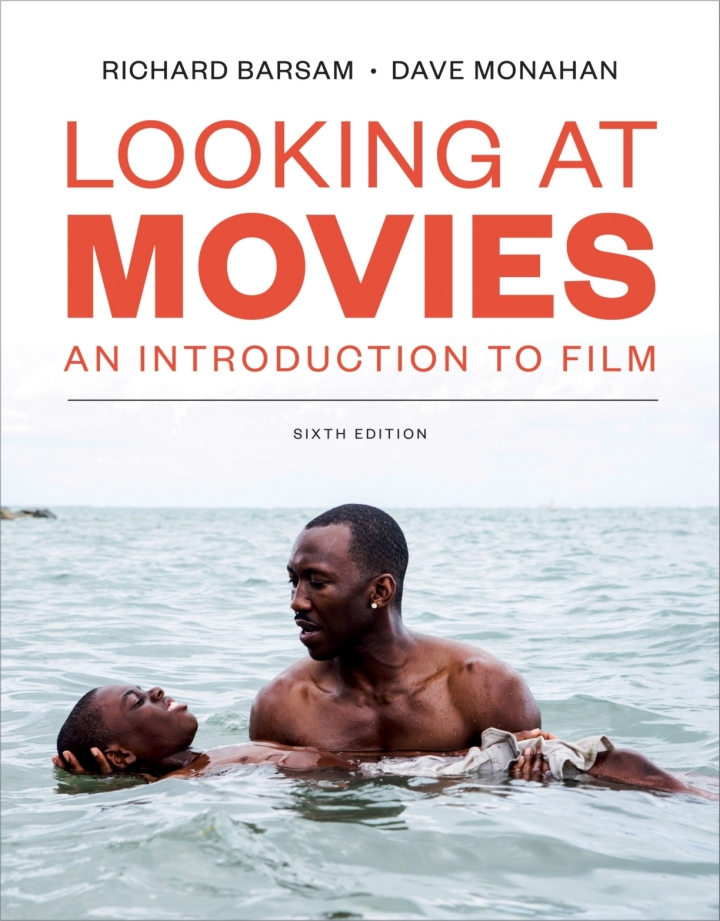 RICHARD BARSAM • DAVE MONAHAN
LOOKING AT
MOVIES
AN INTRODUCTION TO FILM
SIXTH EDITION